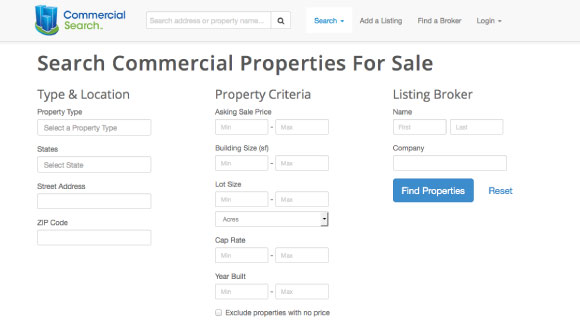 Commercial
Search
Search address or property name...
Search
Add a Listing
Find a Broker
Login
Search Commercial Properties For Sale
Type & Location
Property Type
Select a Property Type
States
Select State
Street Address
ZIP Code
Property Criteria
Asking Sale Price
Min - Max
Building Size (sf)
Min - Max
Lot Size
Min - Max
Acres
Cap Rate
Min - Max
Year Built
Min - Max
Exclude properties with no price
Listing Broker
Name
First Last
Company
Find Properties Reset